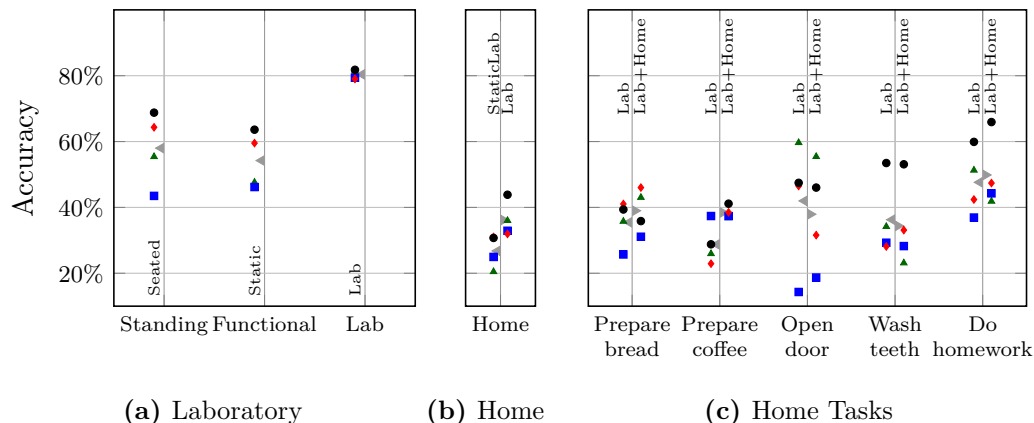 Accuracy
80%
60%
40%
20%
Seated
Static
Lab
Standing Functional Lab
StaticLab
Lab
Home
Lab
Lab+Home
Lab
Lab+Home
Lab
Lab+Home
Lab
Lab+Home
Lab
Lab+Home
Prepare bread
Prepare coffee
Open door
Wash teeth
Do homework
(a) Laboratory
(b) Home
(c) Home Tasks